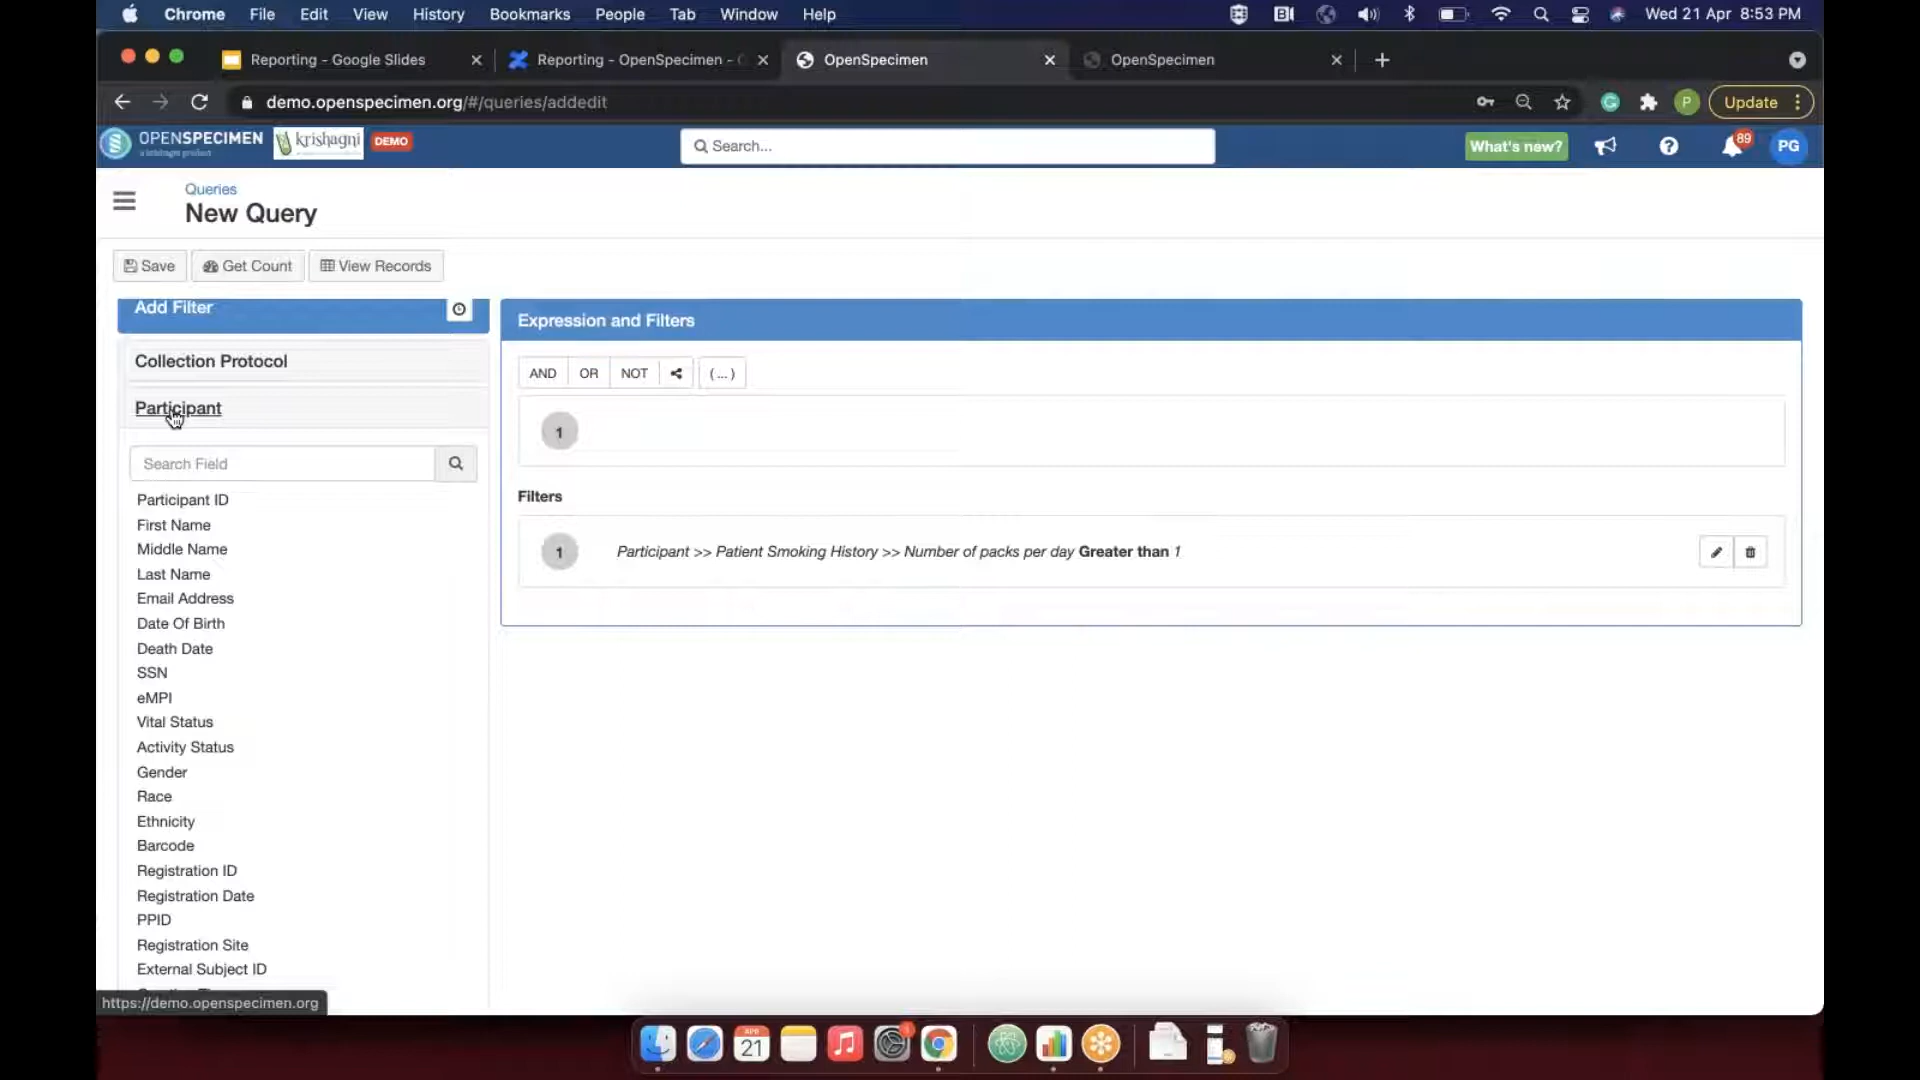 Chrome File Edit View History Bookmarks People Tab Window Help Wed 21 Apr 8:53 PM
Reporting - Google Slides
Reporting - OpenSpecimen -
OpenSpecimen
OpenSpecimen
demo.openspecimen.org/#/queries/addedit
P
Update
OPENSPECIMEN
krishagni
DEMO
Search...
What's new?
89
PG
Queries
New Query
Save
Get Count
View Records
Add Filter
Collection Protocol
Participant
Search Field
Participant ID
First Name
Middle Name
Last Name
Email Address
Date Of Birth
Death Date
SSN
eMPI
Vital Status
Activity Status
Gender
Race
Ethnicity
Barcode
Registration ID
Registration Date
PPID
Registration Site
External Subject ID
Expression and Filters
AND OR NOT (...)
1
Filters
1 Participant >> Patient Smoking History >> Number of packs per day Greater than 1
https://demo.openspecimen.org
APR
21